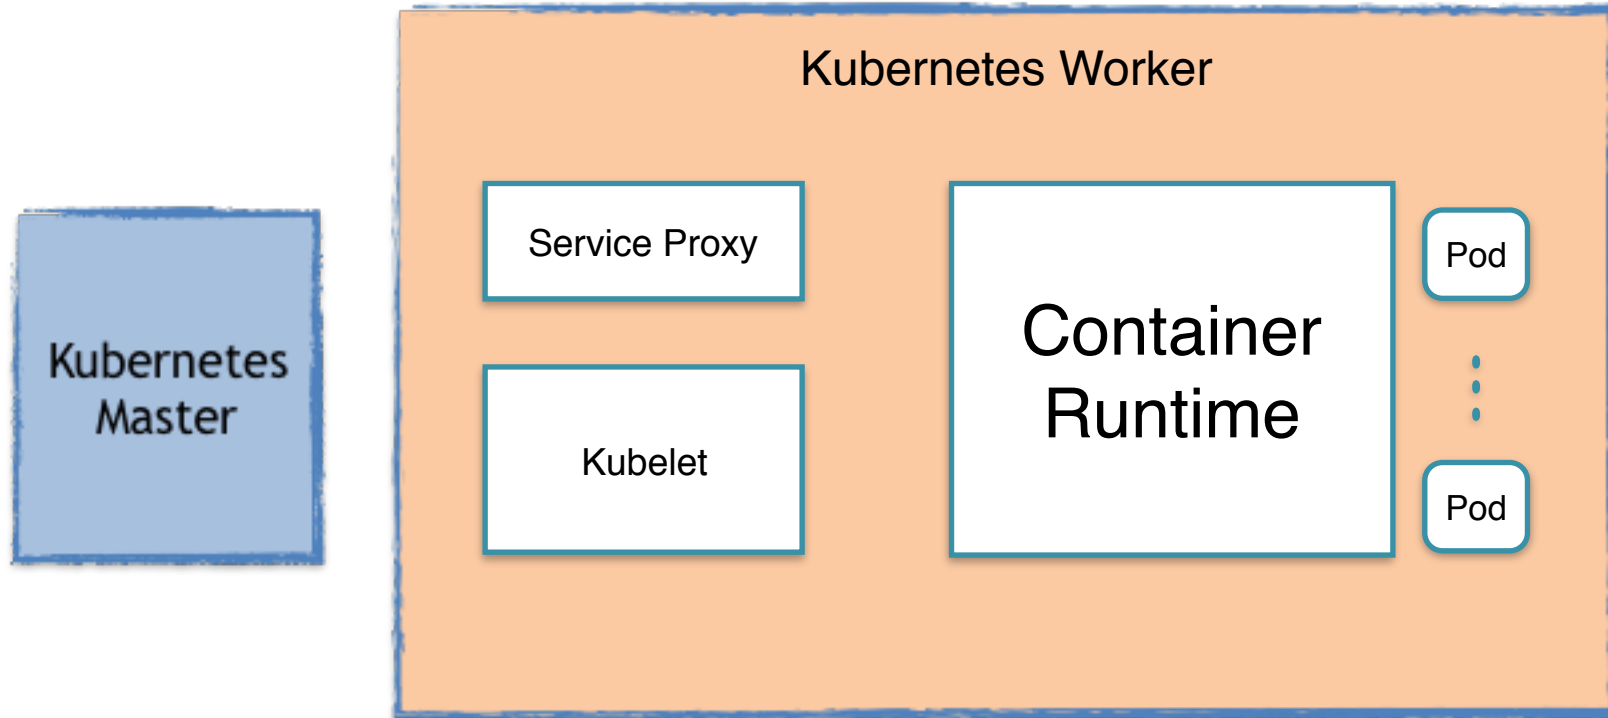 Kubernetes Worker
Kubernetes
Master
Service Proxy
Kubelet
Container
Runtime
Pod
Pod